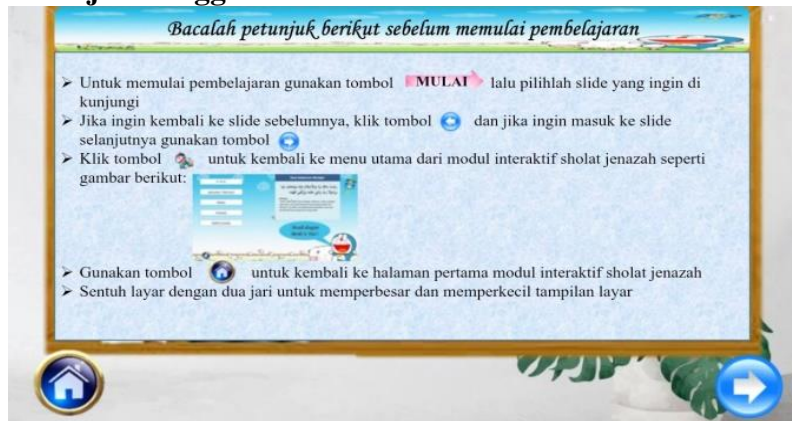 Bacalah petunjuk berikut sebelum memulai pembelajaran
➢ Untuk memulai pembelajaran gunakan tombol MULAI lalu pilihlah slide yang ingin di
kunjungi
➢ Jika ingin kembali ke slide sebelumnya, klik tombol dan jika ingin masuk ke slide
selanjutnya gunakan tombol
➢ Klik tombol untuk kembali ke menu utama dari modul interaktif sholat jenazah seperti
gambar berikut:
➢ Gunakan tombol untuk kembali ke halaman pertama modul interaktif sholat jenazah
➢ Sentuh layar dengan dua jari untuk memperbesar dan memperkecil tampilan layar